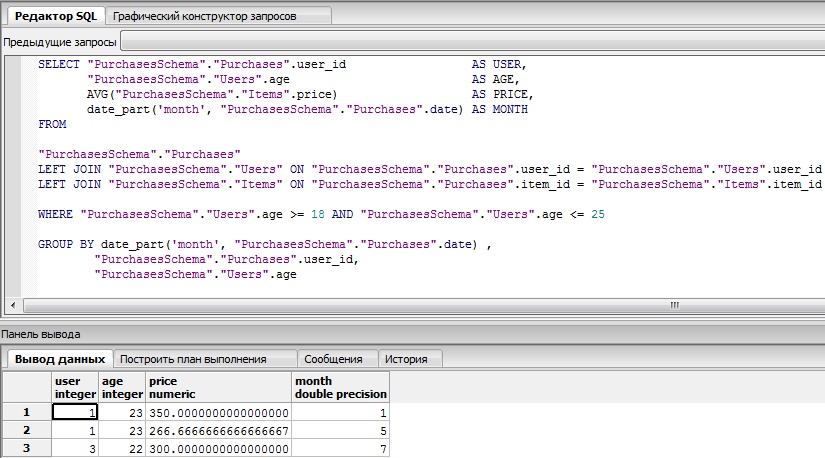 Редактор SQL Графический конструктор запросов
Предыдущие запросы
SELECT "PurchasesSchema"."Purchases".user_id AS USER,
"PurchasesSchema"."Users".age AS AGE,
AVG("PurchasesSchema"."Items".price) AS PRICE,
date_part('month', "PurchasesSchema"."Purchases".date) AS MONTH
FROM
"PurchasesSchema"."Purchases"
LEFT JOIN "PurchasesSchema"."Users" ON "PurchasesSchema"."Purchases".user_id = "PurchasesSchema"."Users".user_id
LEFT JOIN "PurchasesSchema"."Items" ON "PurchasesSchema"."Purchases".item_id = "PurchasesSchema"."Items".item_id
WHERE "PurchasesSchema"."Users".age >= 18 AND "PurchasesSchema"."Users".age <= 25
GROUP BY date_part('month', "PurchasesSchema"."Purchases".date) ,
"PurchasesSchema"."Purchases".user_id,
"PurchasesSchema"."Users".age
Панель вывода
Вывод данных Построить план выполнения Сообщения История
user age price month
integer integer numeric double precision
1 1 23 350.0000000000000000 1
2 1 23 266.6666666666666667 5
3 3 22 300.0000000000000000 7